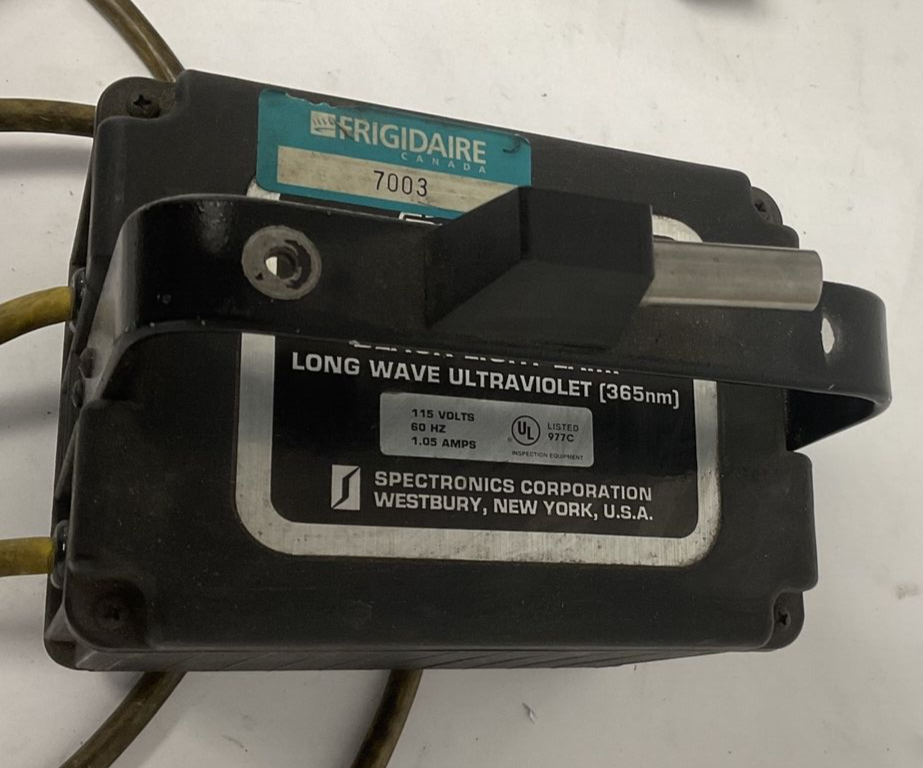 FRIGIDAIRE
CANADA
7003
LONG WAVE ULTRAVIOLET (365nm)
115 VOLTS
60 HZ
1.05 AMPS
UL
LISTED
977C
INSPECTION EQUIPMENT
SPECTRONICS CORPORATION
WESTBURY, NEW YORK, U.S.A.